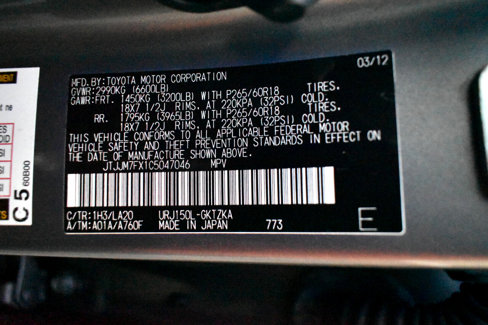 03/12
MFD.BY:TOYOTA MOTOR CORPORATION
GVWR:2990KG (6600LB)
GAWR:FRT. 1450KG (3200LB) WITH P265/60R18 TIRES.
18X7 1/2J RIMS. AT 220KPA (32PSI) COLD.
RR. 1795KG (3965LB) WITH P265/60R18 TIRES.
18X7 1/2J RIMS. AT 220KPA (32PSI) COLD.
THIS VEHICLE CONFORMS TO ALL APPLICABLE FEDERAL MOTOR
VEHICLE SAFETY AND THEFT PREVENTION STANDARDS IN EFFECT ON
THE DATE OF MANUFACTURE SHOWN ABOVE.
JTJJM7FX1C5047046 MPV
C/TR:1H3/LA20 URJ150L-GKTZKA
A/TM:A01A/A760F MADE IN JAPAN 773
E
C5 60B00